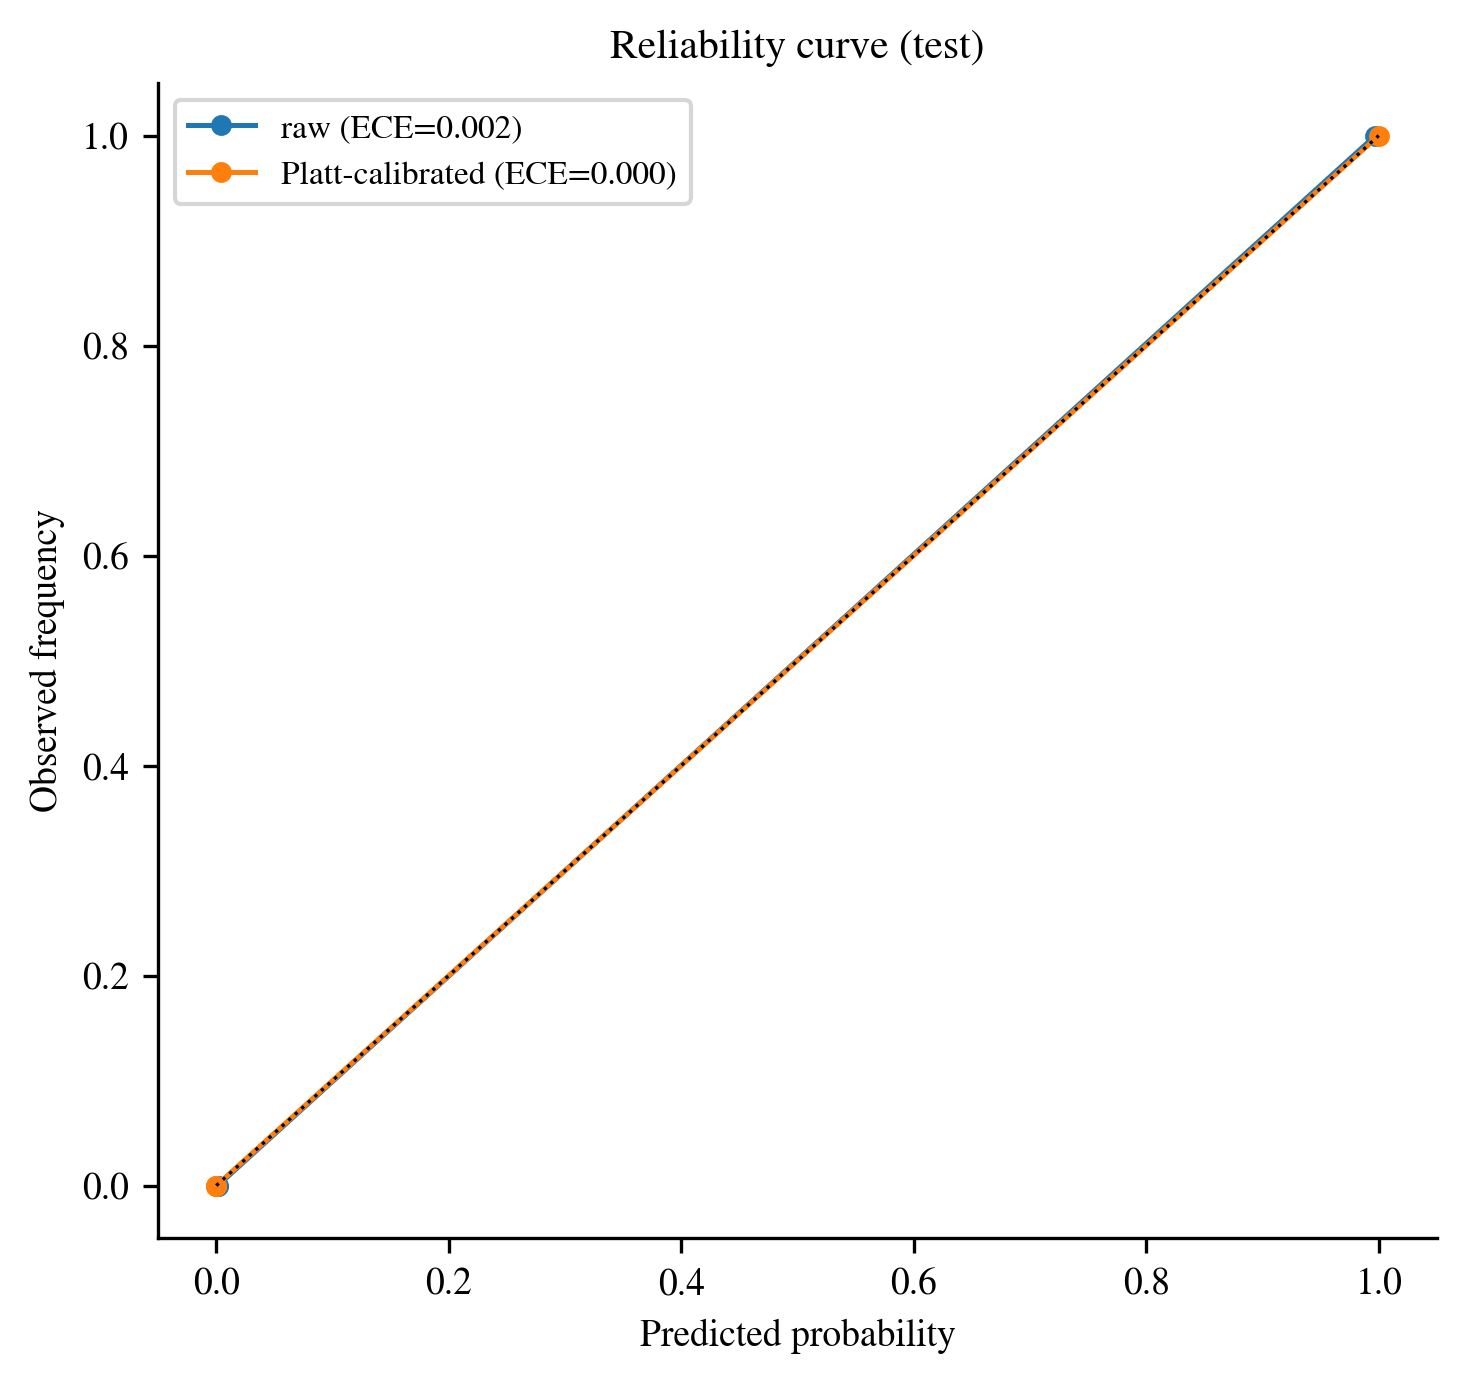 Reliability curve (test)
raw (ECE=0.002)
Platt-calibrated (ECE=0.000)
Observed frequency
1.0
0.8
0.6
0.4
0.2
0.0
0.0 0.2 0.4 0.6 0.8 1.0
Predicted probability